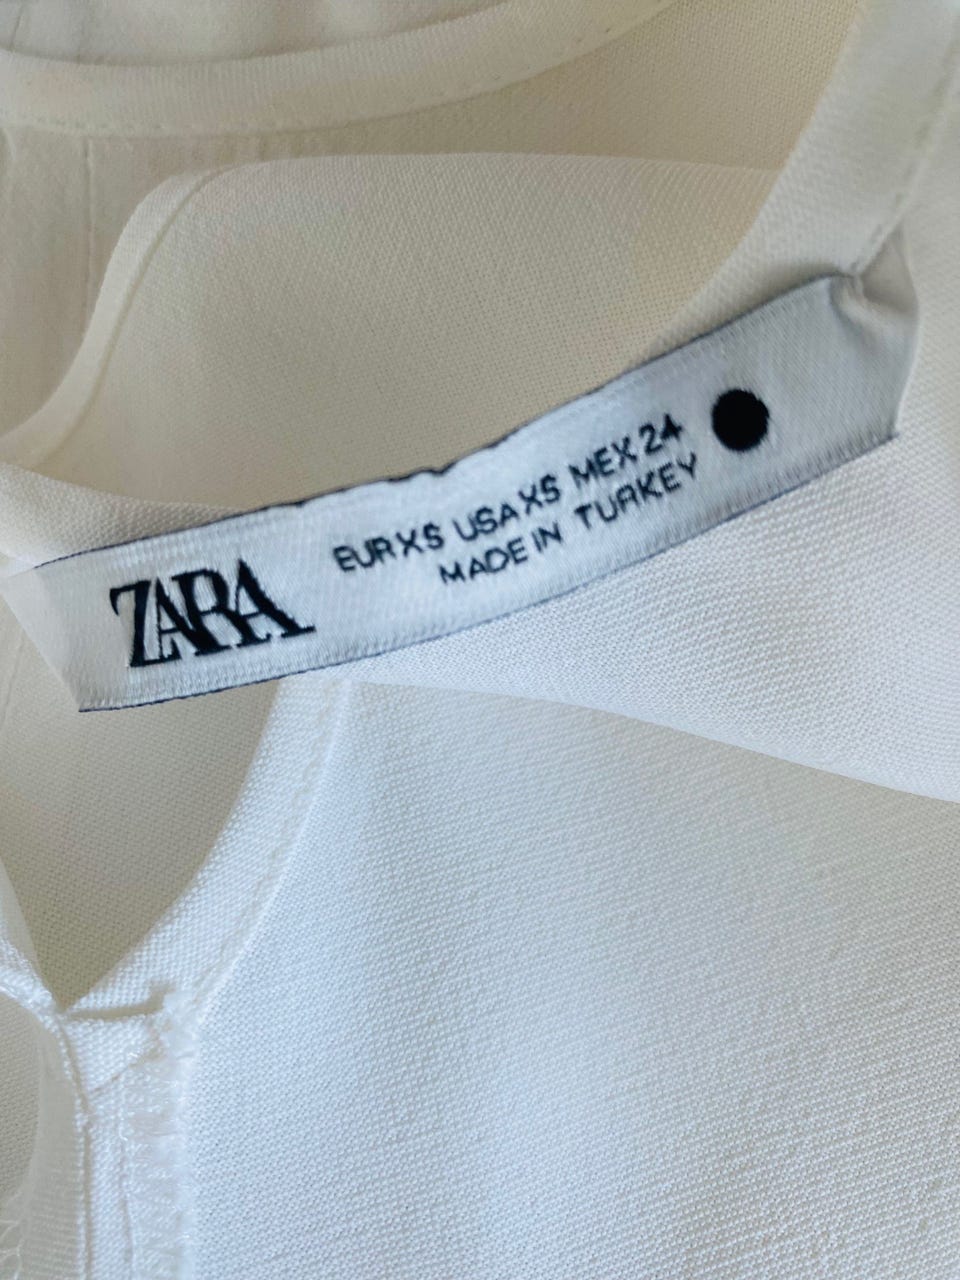 ZARA
EUR XS USA XS MEX 24
MADE IN TURKEY